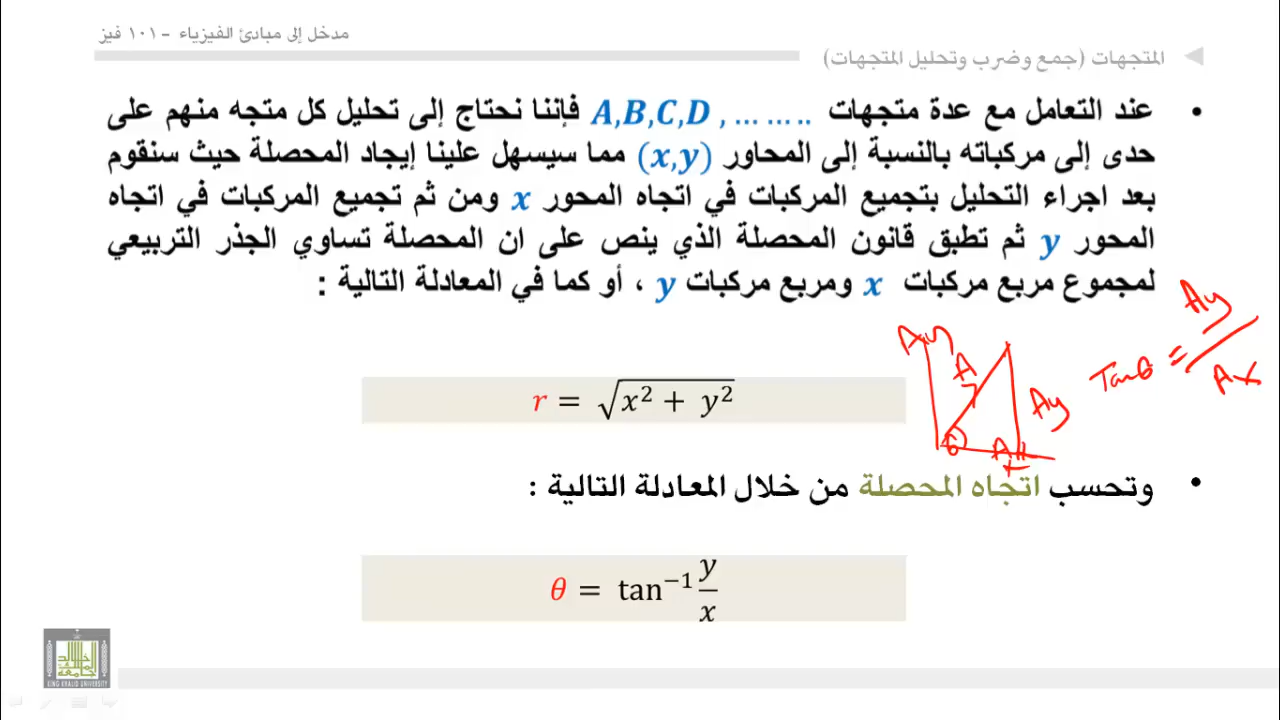 مدخل إلى مبادئ الفيزياء - ١٠١ فيز
المتجهات (جمع وضرب وتحليل المتجهات)
• عند التعامل مع عدة متجهات A,B,C,D , … … .. فإننا نحتاج إلى تحليل كل متجه منهم على
حدى إلى مركباته بالنسبة إلى المحاور (x,y) مما سيسهل علينا إيجاد المحصلة حيث سنقوم
بعد اجراء التحليل بتجميع المركبات في اتجاه المحور x ومن ثم تجميع المركبات في اتجاه
المحور y ثم تطبق قانون المحصلة الذي ينص على ان المحصلة تساوي الجذر التربيعي
لمجموع مربع مركبات x ومربع مركبات y ، أو كما في المعادلة التالية :
Ay
A
Ay
θ
Ax
Tanθ = Ay/Ax
r = √(x² + y²)
• وتحسب اتجاه المحصلة من خلال المعادلة التالية :
θ = tan⁻¹ y/x
KING KHALID UNIVERSITY